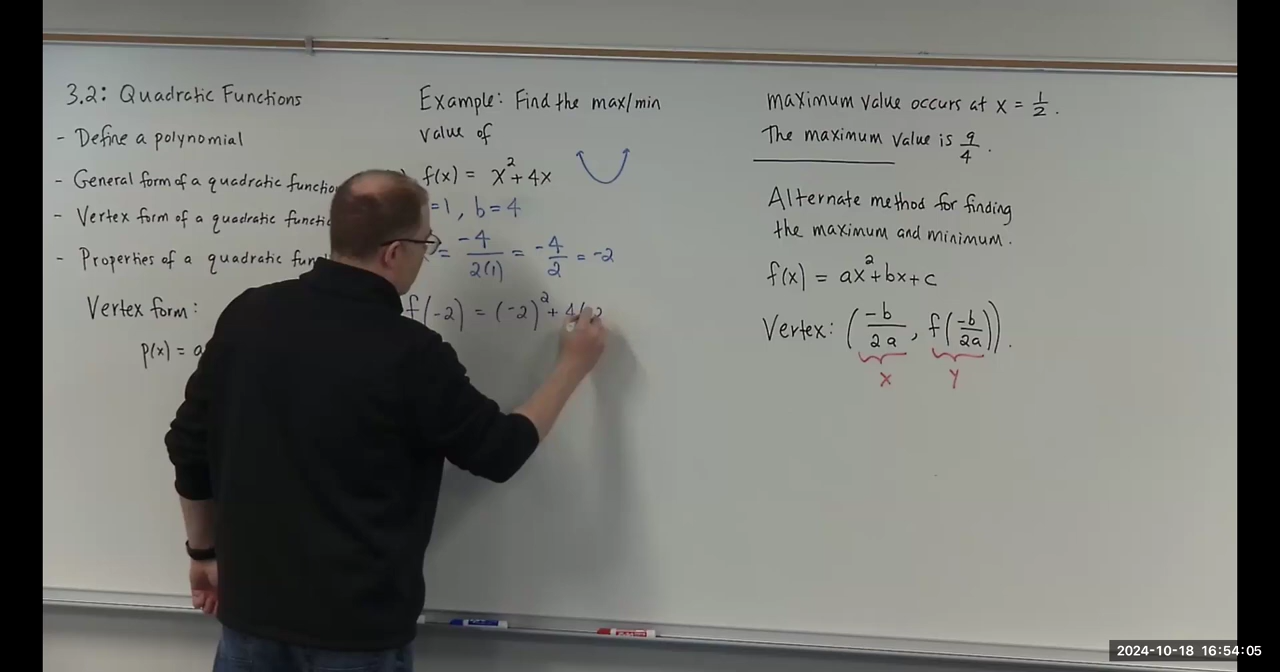 3.2: Quadratic Functions
- Define a polynomial
- General form of a quadratic function
- Vertex form of a quadratic
- Properties of a quadratic
Vertex form:
p(x) = a
Example: Find the max/min
value of
f(x) = x²+4x
=1, b=4
= -4/2(1) = -4/2 = -2
f(-2) = (-2)² + 4(
maximum value occurs at x = 1/2.
The maximum value is 9/4.
Alternate method for finding
the maximum and minimum.
f(x) = ax²+bx+c
Vertex: (-b/2a, f(-b/2a)).
x y
2024-10-18 16:54:05